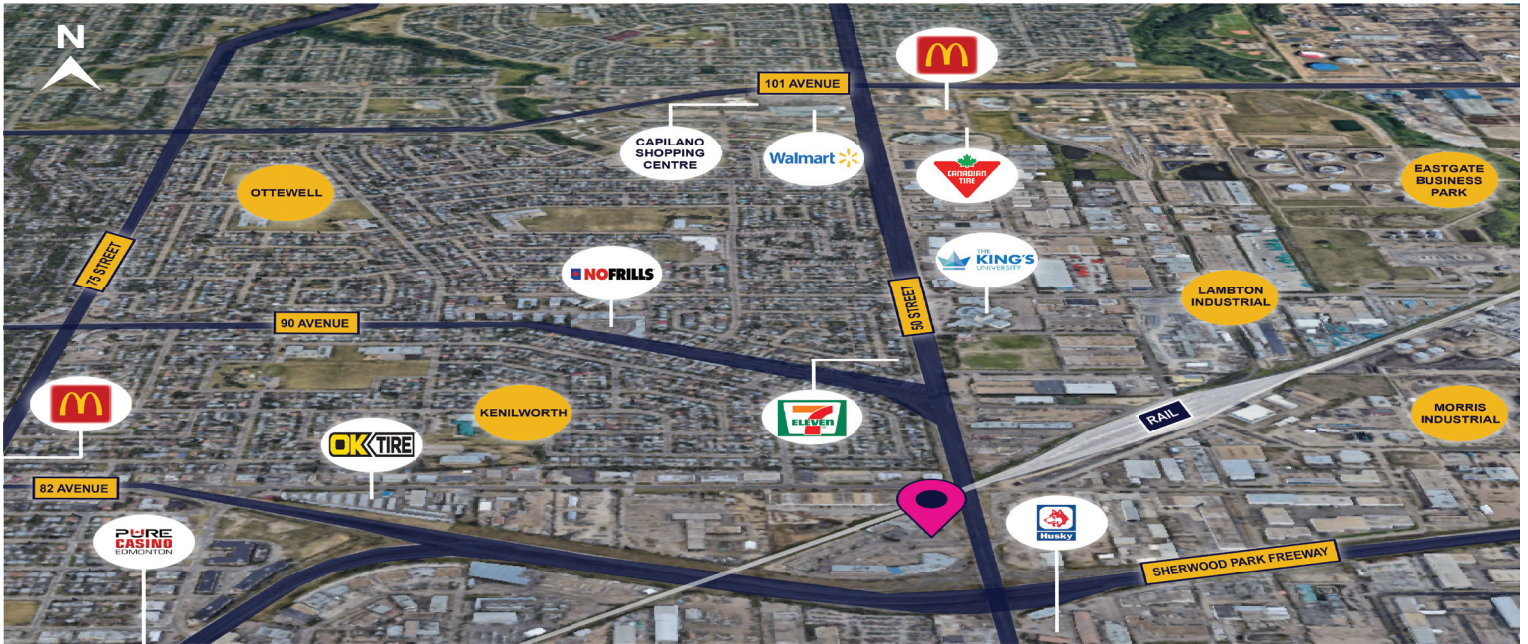 N
101 AVENUE
CAPILANO
SHOPPING
CENTRE
Walmart
CANADIAN
TIRE
OTTEWELL
EASTGATE
BUSINESS
PARK
75 STREET
NOFRILLS
THE
KING'S
UNIVERSITY
LAMBTON
INDUSTRIAL
50 STREET
90 AVENUE
KENILWORTH
7
ELEVEN
RAIL
MORRIS
INDUSTRIAL
OK TIRE
82 AVENUE
PURE
CASINO
EDMONTON
Husky
SHERWOOD PARK FREEWAY